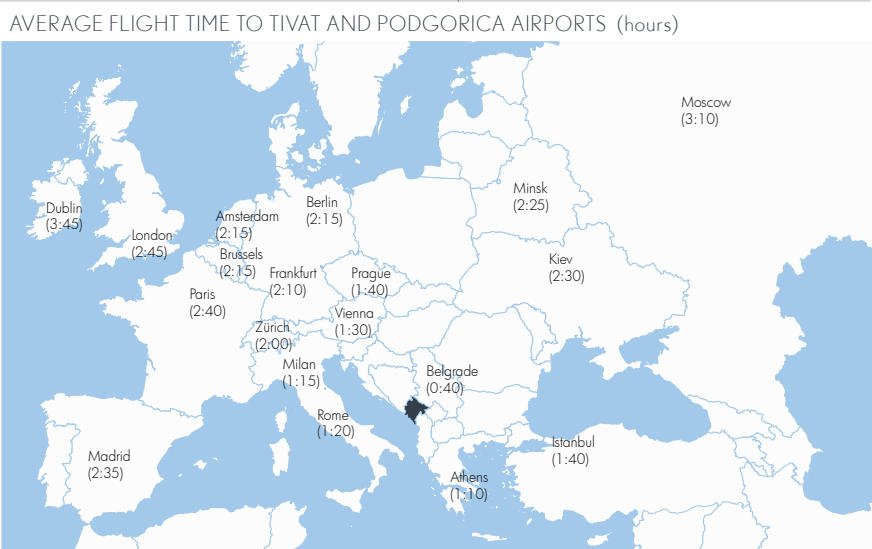 AVERAGE FLIGHT TIME TO TIVAT AND PODGORICA AIRPORTS (hours)
Moscow
(3:10)
Minsk
(2:25)
Dublin
(3:45)
Berlin
(2:15)
Amsterdam
(2:15)
London
(2:45)
Brussels
(2:15)
Kiev
(2:30)
Frankfurt
(2:10)
Prague
(1:40)
Paris
(2:40)
Vienna
(1:30)
Zürich
(2:00)
Milan
(1:15)
Belgrade
(0:40)
Rome
(1:20)
Istanbul
(1:40)
Madrid
(2:35)
Athens
(1:10)